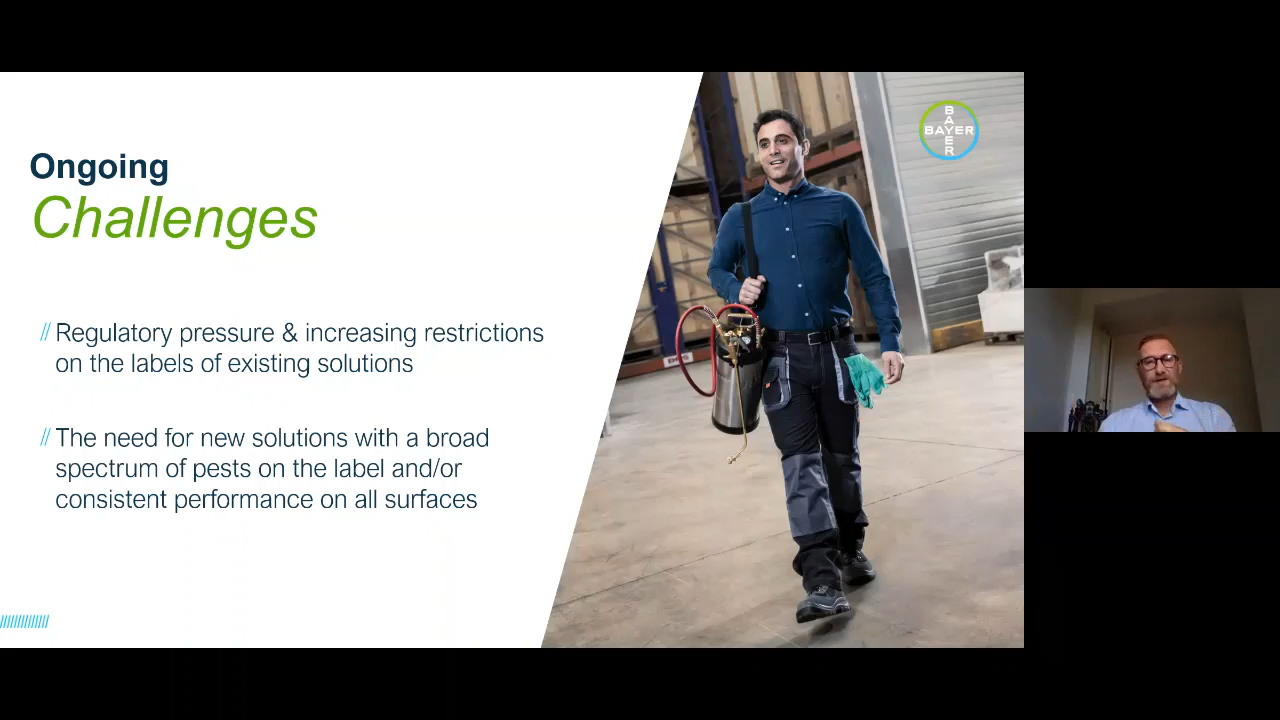 Ongoing
Challenges
// Regulatory pressure & increasing restrictions
on the labels of existing solutions
// The need for new solutions with a broad
spectrum of pests on the label and/or
consistent performance on all surfaces
BAYER
BAYER